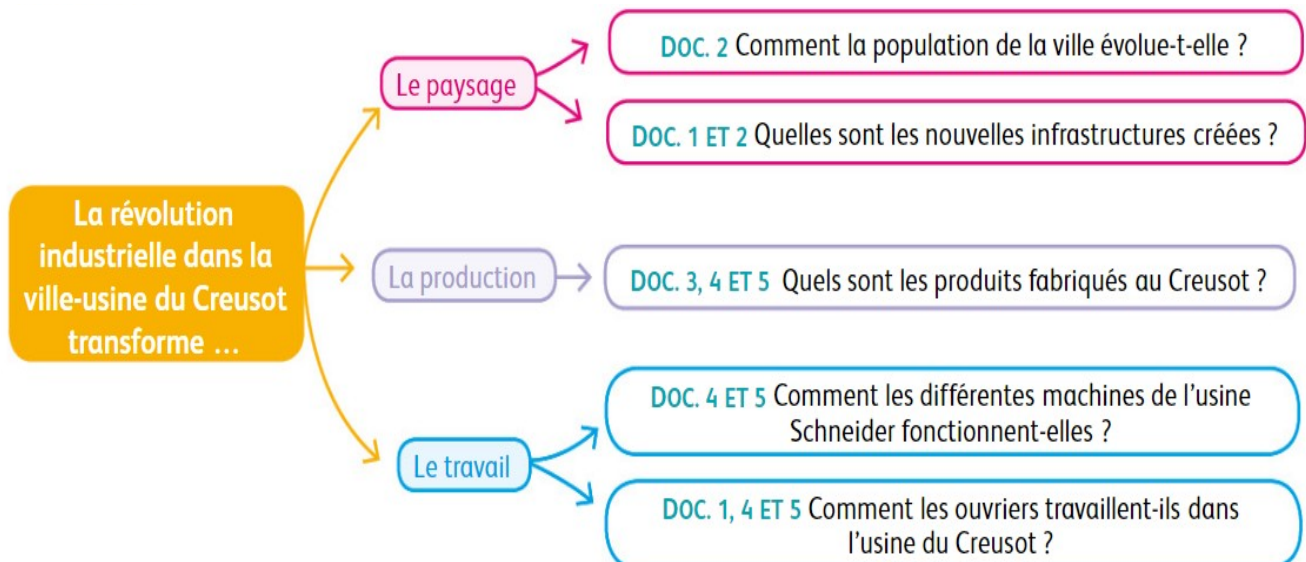 La révolution
industrielle dans la
ville-usine du Creusot
transforme ...
Le paysage
DOC. 2 Comment la population de la ville évolue-t-elle ?
DOC. 1 ET 2 Quelles sont les nouvelles infrastructures créées ?
La production
DOC. 3, 4 ET 5 Quels sont les produits fabriqués au Creusot ?
Le travail
DOC. 4 ET 5 Comment les différentes machines de l'usine
Schneider fonctionnent-elles ?
DOC. 1, 4 ET 5 Comment les ouvriers travaillent-ils dans
l'usine du Creusot ?